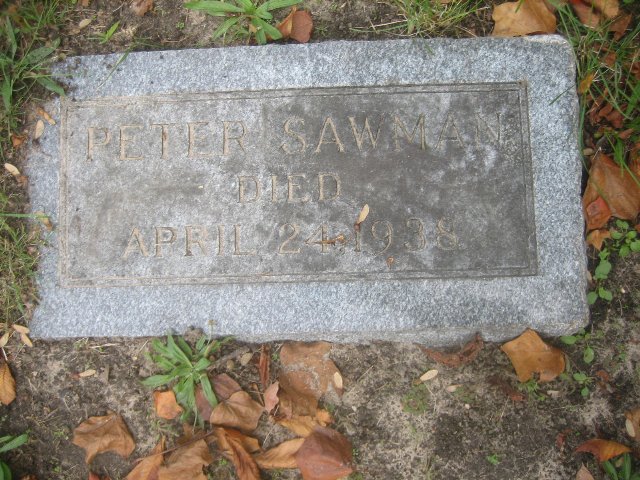 PETER SAWMAN
DIED
APRIL 24 1938